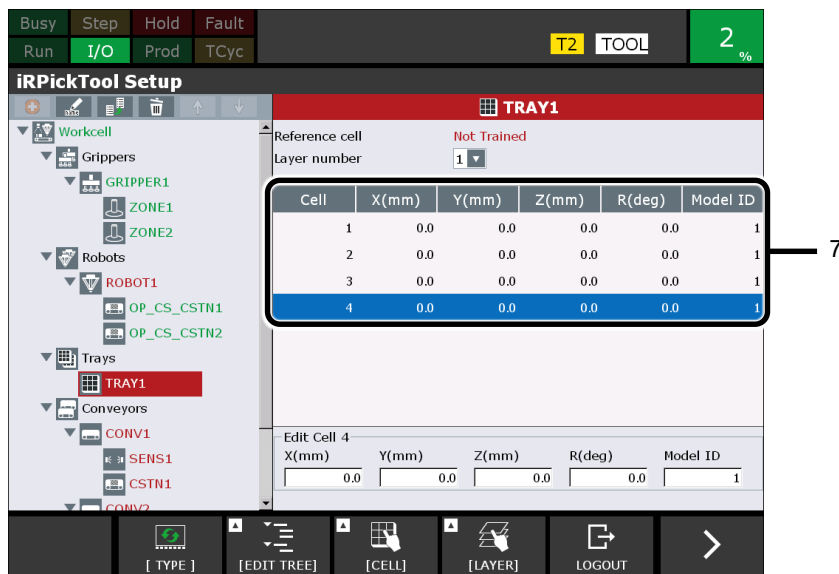 Busy Step Hold Fault
Run I/O Prod TCyc T2 TOOL 2 %
iRPickTool Setup
TRAY1
Workcell
Grippers
GRIPPER1
ZONE1
ZONE2
Robots
ROBOT1
OP_CS_CSTN1
OP_CS_CSTN2
Trays
TRAY1
Conveyors
CONV1
SENS1
CSTN1
CONV2
Reference cell Not Trained
Layer number 1
Cell X(mm) Y(mm) Z(mm) R(deg) Model ID
1 0.0 0.0 0.0 0.0 1
2 0.0 0.0 0.0 0.0 1
3 0.0 0.0 0.0 0.0 1
4 0.0 0.0 0.0 0.0 1
7
Edit Cell 4
X(mm) Y(mm) Z(mm) R(deg) Model ID
0.0 0.0 0.0 0.0 1
[ TYPE ] [EDIT TREE] [CELL] [LAYER] LOGOUT >